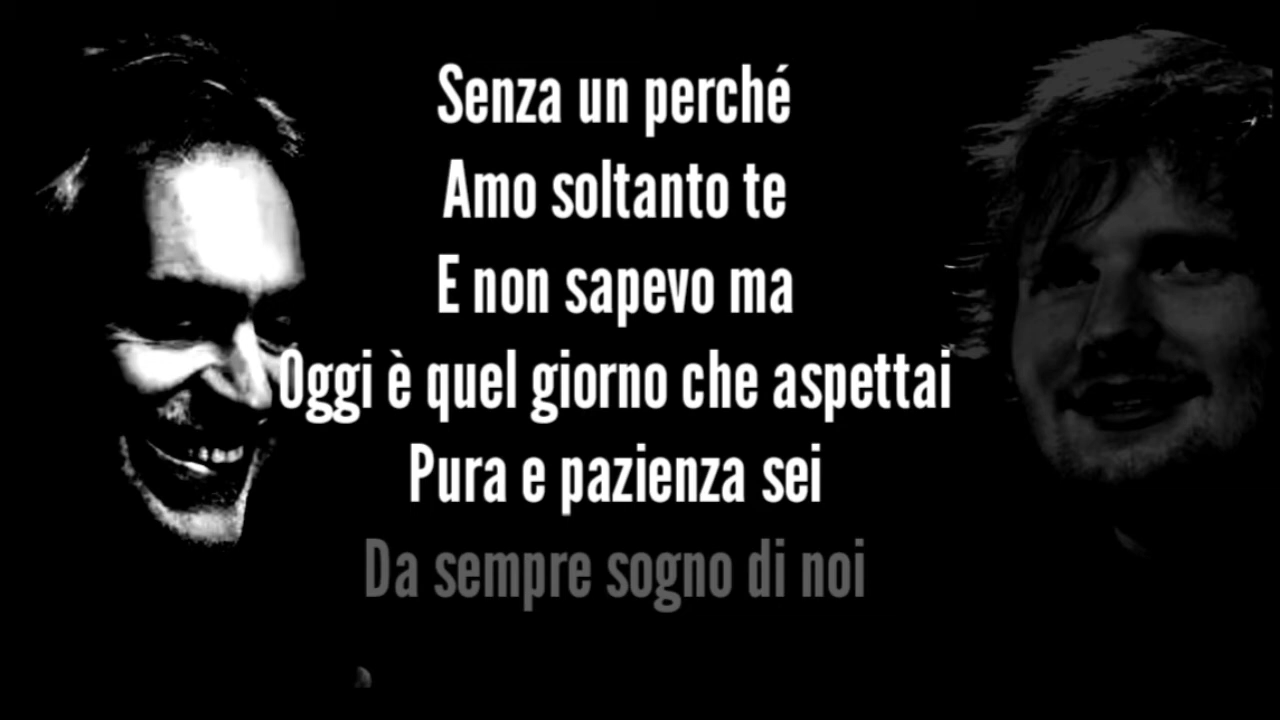 Senza un perché
Amo soltanto te
E non sapevo ma
Oggi è quel giorno che aspettai
Pura e pazienza sei
Da sempre sogno di noi